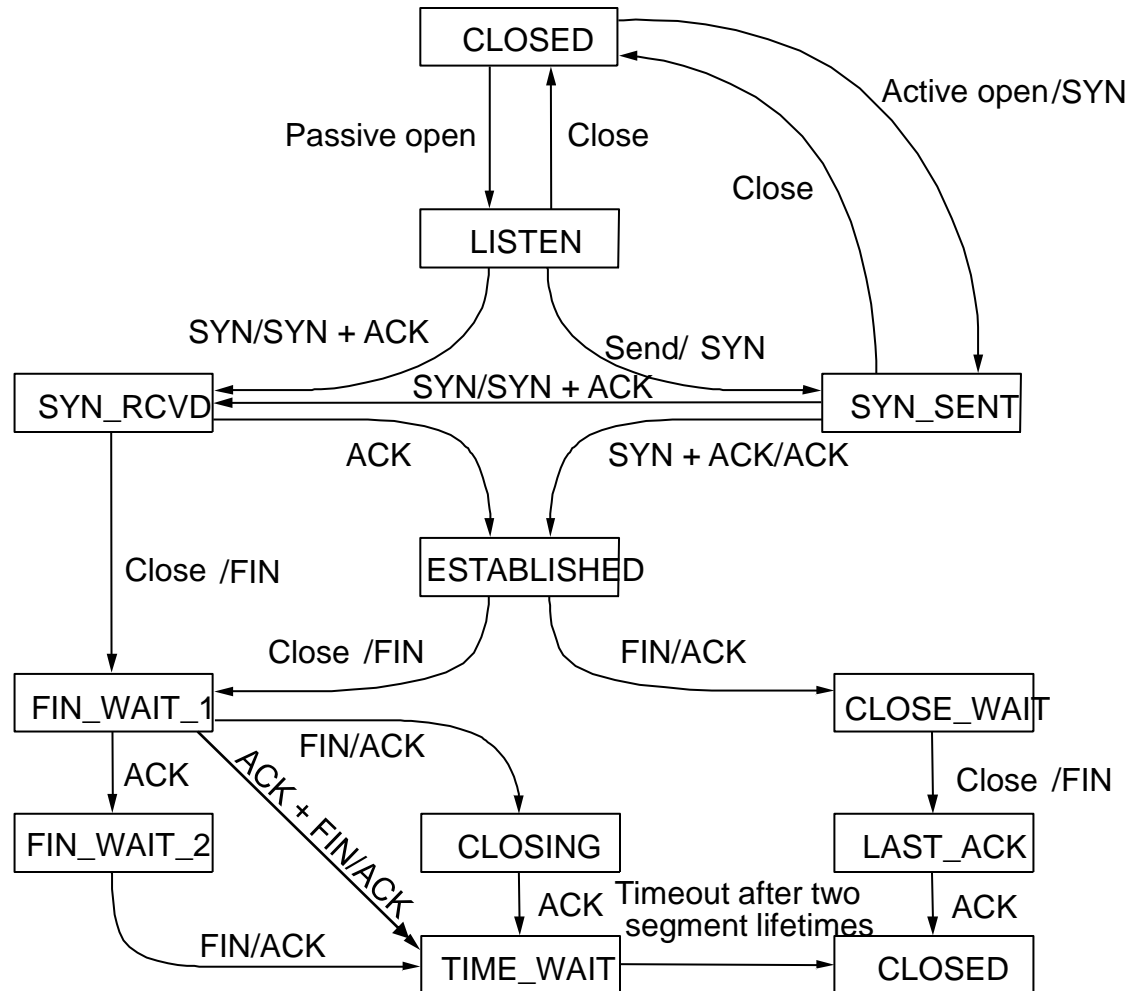 CLOSED
Active open/SYN
Passive open
Close
Close
LISTEN
SYN/SYN + ACK
Send/ SYN
SYN/SYN + ACK
SYN_RCVD
SYN_SENT
ACK
SYN + ACK/ACK
Close /FIN
ESTABLISHED
Close /FIN
FIN/ACK
FIN_WAIT_1
CLOSE_WAIT
FIN/ACK
ACK
ACK + FIN/ACK
Close /FIN
FIN_WAIT_2
CLOSING
LAST_ACK
ACK
Timeout after two
segment lifetimes
ACK
FIN/ACK
TIME_WAIT
CLOSED